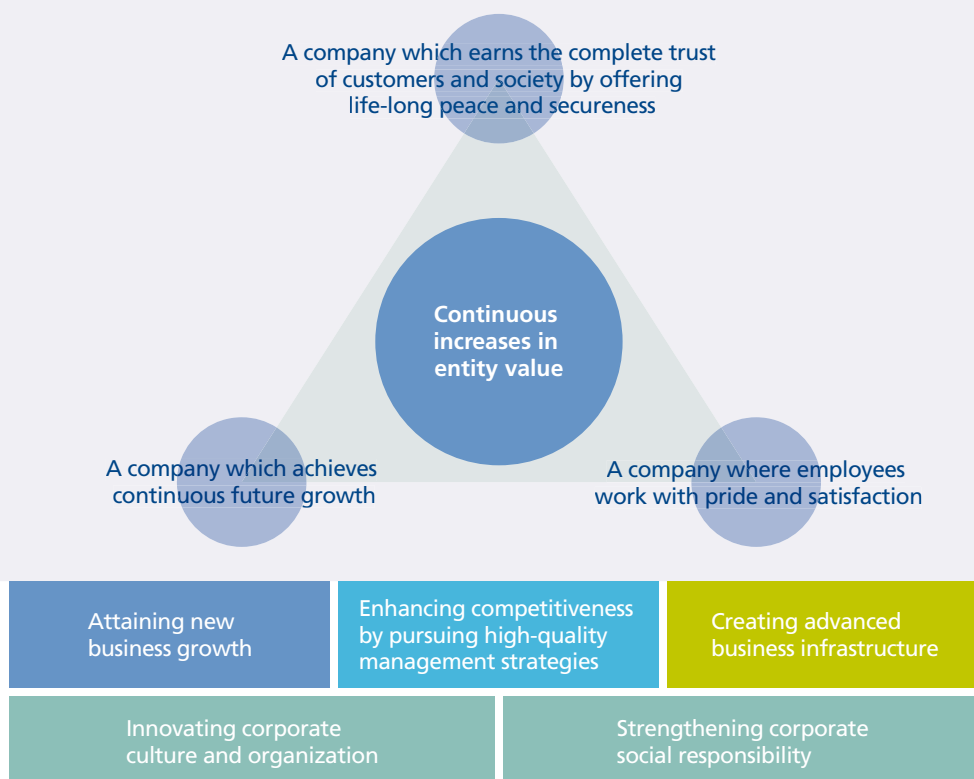 A company which earns the complete trust
of customers and society by offering
life-long peace and secureness
Continuous
increases in
entity value
A company which achieves
continuous future growth
A company where employees
work with pride and satisfaction
Attaining new
business growth
Enhancing competitiveness
by pursuing high-quality
management strategies
Creating advanced
business infrastructure
Innovating corporate
culture and organization
Strengthening corporate
social responsibility